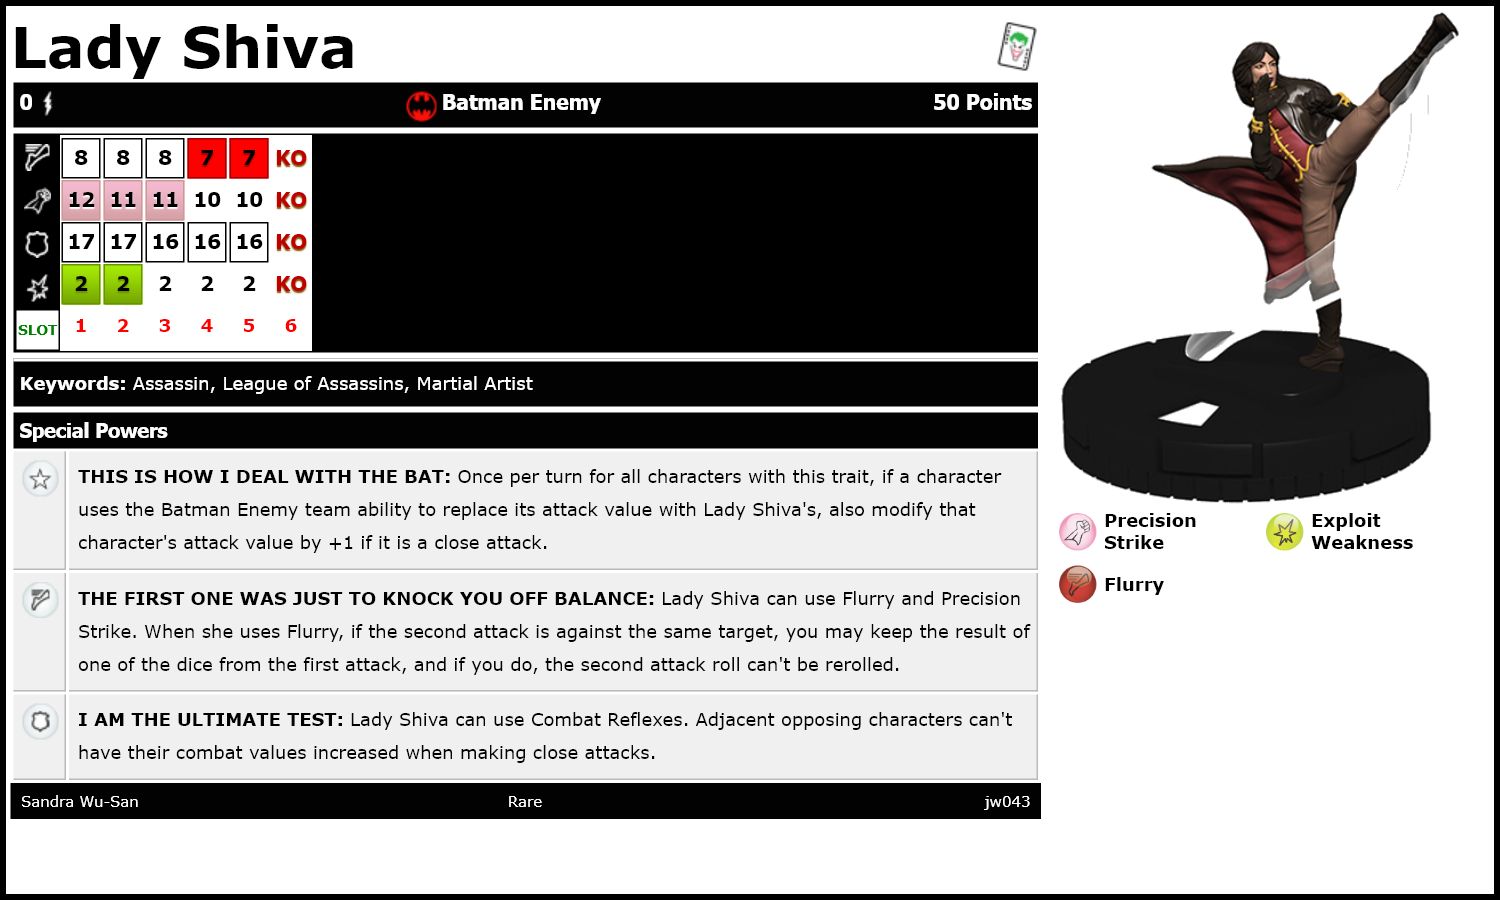 Lady Shiva
0 Batman Enemy 50 Points
8 8 8 7 7 KO
12 11 11 10 10 KO
17 17 16 16 16 KO
2 2 2 2 2 KO
SLOT 1 2 3 4 5 6
Keywords: Assassin, League of Assassins, Martial Artist
Special Powers
THIS IS HOW I DEAL WITH THE BAT: Once per turn for all characters with this trait, if a character
uses the Batman Enemy team ability to replace its attack value with Lady Shiva's, also modify that
character's attack value by +1 if it is a close attack.
THE FIRST ONE WAS JUST TO KNOCK YOU OFF BALANCE: Lady Shiva can use Flurry and Precision
Strike. When she uses Flurry, if the second attack is against the same target, you may keep the result of
one of the dice from the first attack, and if you do, the second attack roll can't be rerolled.
I AM THE ULTIMATE TEST: Lady Shiva can use Combat Reflexes. Adjacent opposing characters can't
have their combat values increased when making close attacks.
Sandra Wu-San Rare jw043
Precision
Strike
Exploit
Weakness
Flurry